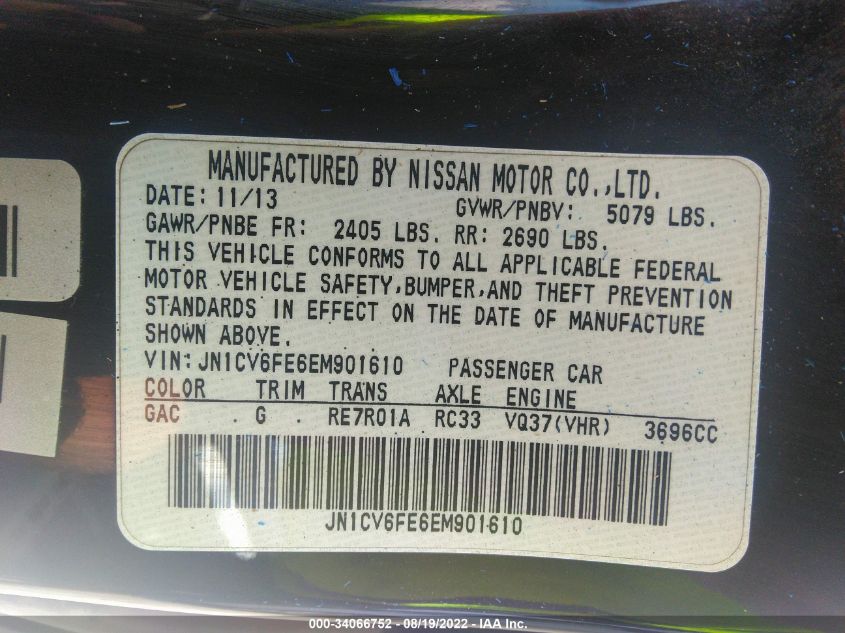 MANUFACTURED BY NISSAN MOTOR CO.,LTD.
DATE: 11/13 GVWR/PNBV: 5079 LBS.
GAWR/PNBE FR: 2405 LBS. RR: 2690 LBS.
THIS VEHICLE CONFORMS TO ALL APPLICABLE FEDERAL
MOTOR VEHICLE SAFETY,BUMPER,AND THEFT PREVENTION
STANDARDS IN EFFECT ON THE DATE OF MANUFACTURE
SHOWN ABOVE.
VIN: JN1CV6FE6EM901610 PASSENGER CAR
COLOR TRIM TRANS AXLE ENGINE
GAC . G . RE7R01A RC33 VQ37(VHR) 3696CC
JN1CV6FE6EM901610
000-34066752 - 08/19/2022 - IAA Inc.